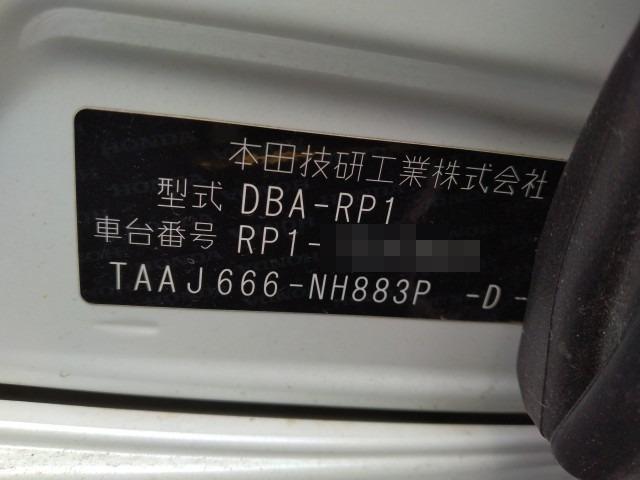 本田技研工業株式会社
型式 DBA-RP1
車台番号 RP1-
TAAJ666-NH883P -D-